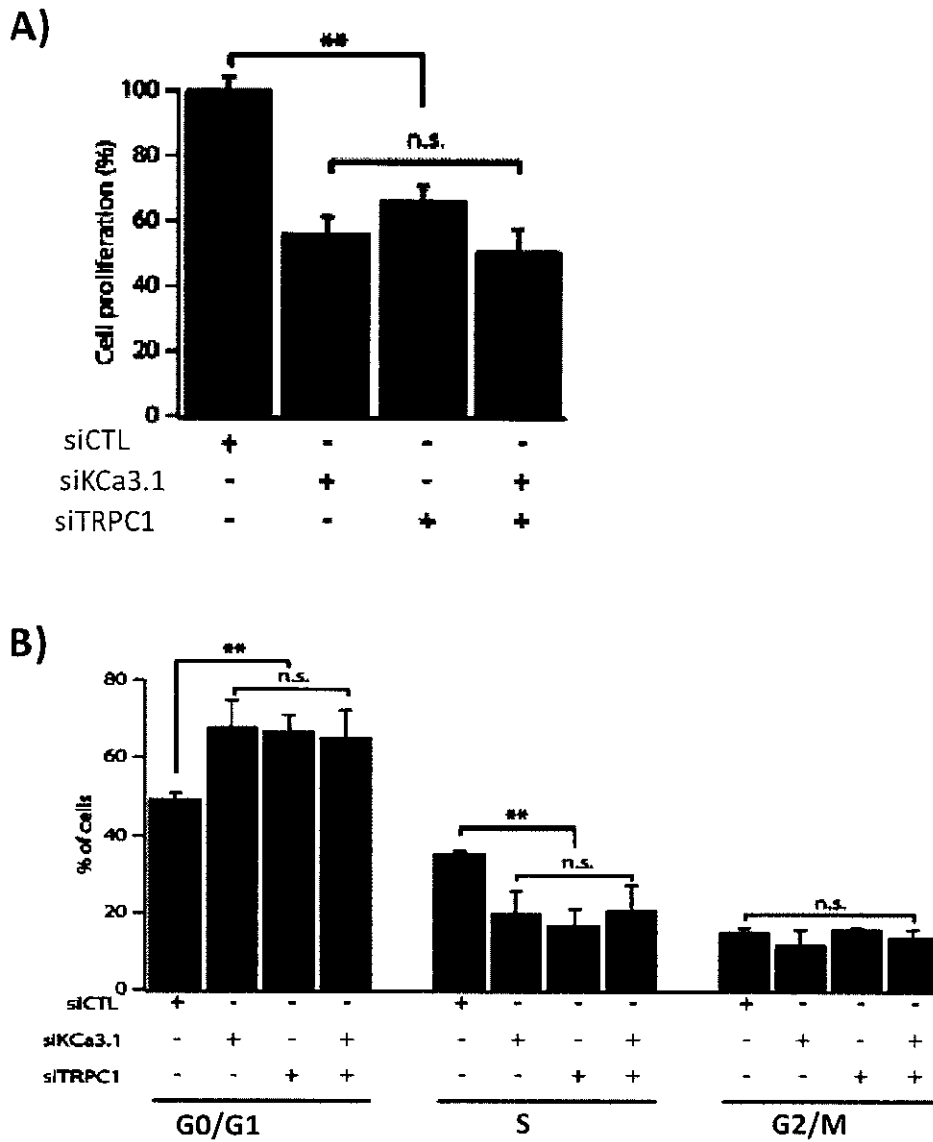 A)
**
n.s.
100
80
60
40
20
0
Cell proliferation (%)
siCTL + - - -
siKCa3.1 - + - +
siTRPC1 - - + +
B)
**
n.s.
80
60
40
20
0
% of cells
**
n.s.
n.s.
siCTL + - - - + - - - + - - -
siKCa3.1 - + - + - + - + - + - +
siTRPC1 - - + + - - + + - - + +
G0/G1 S G2/M